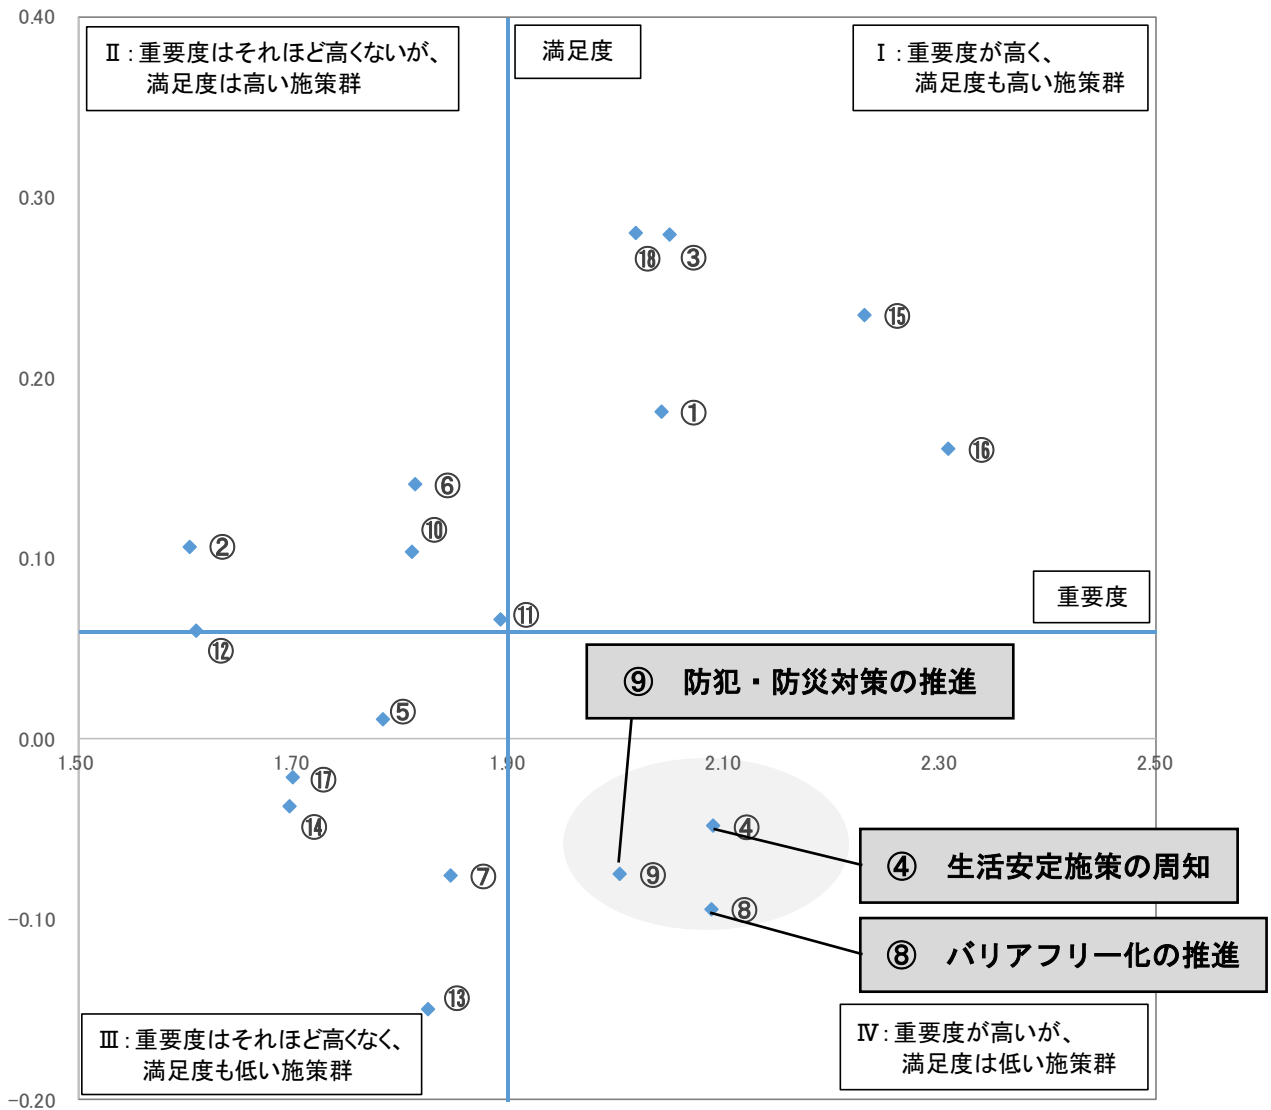 0.40
Ⅱ：重要度はそれほど高くないが、
満足度は高い施策群
満足度
Ⅰ：重要度が高く、
満足度も高い施策群
0.30
⑱
③
⑮
0.20
①
⑯
⑥
⑩
②
0.10
重要度
⑪
⑫
⑨　防犯・防災対策の推進
⑤
0.00
1.50
1.70
1.90
2.10
2.30
2.50
⑰
⑭
④
④　生活安定施策の周知
⑦
⑨
⑧
-0.10
⑧　バリアフリー化の推進
⑬
Ⅲ：重要度はそれほど高くなく、
満足度も低い施策群
Ⅳ：重要度が高いが、
満足度は低い施策群
-0.20